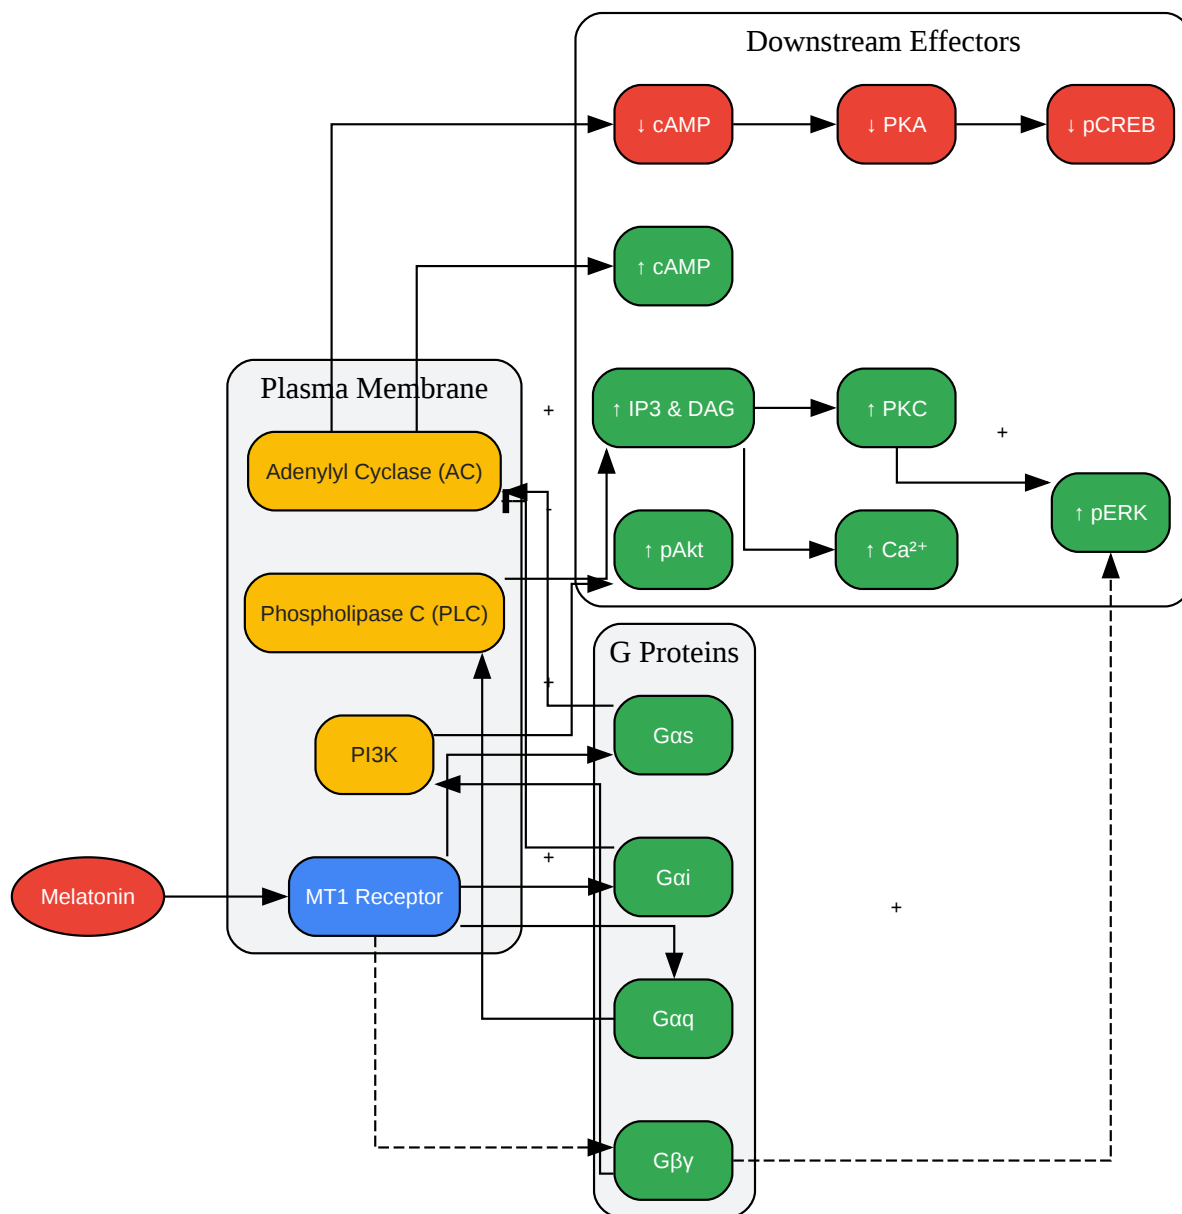 Downstream Effectors
↓ cAMP
↓ PKA
↓ pCREB
↑ cAMP
Plasma Membrane
+
↑ IP3 & DAG
↑ PKC
+
Adenylyl Cyclase (AC)
-
↑ pERK
↑ pAkt
↑ Ca²⁺
Phospholipase C (PLC)
G Proteins
+
Gαs
PI3K
+
Melatonin
MT1 Receptor
Gαi
+
Gαq
Gβγ